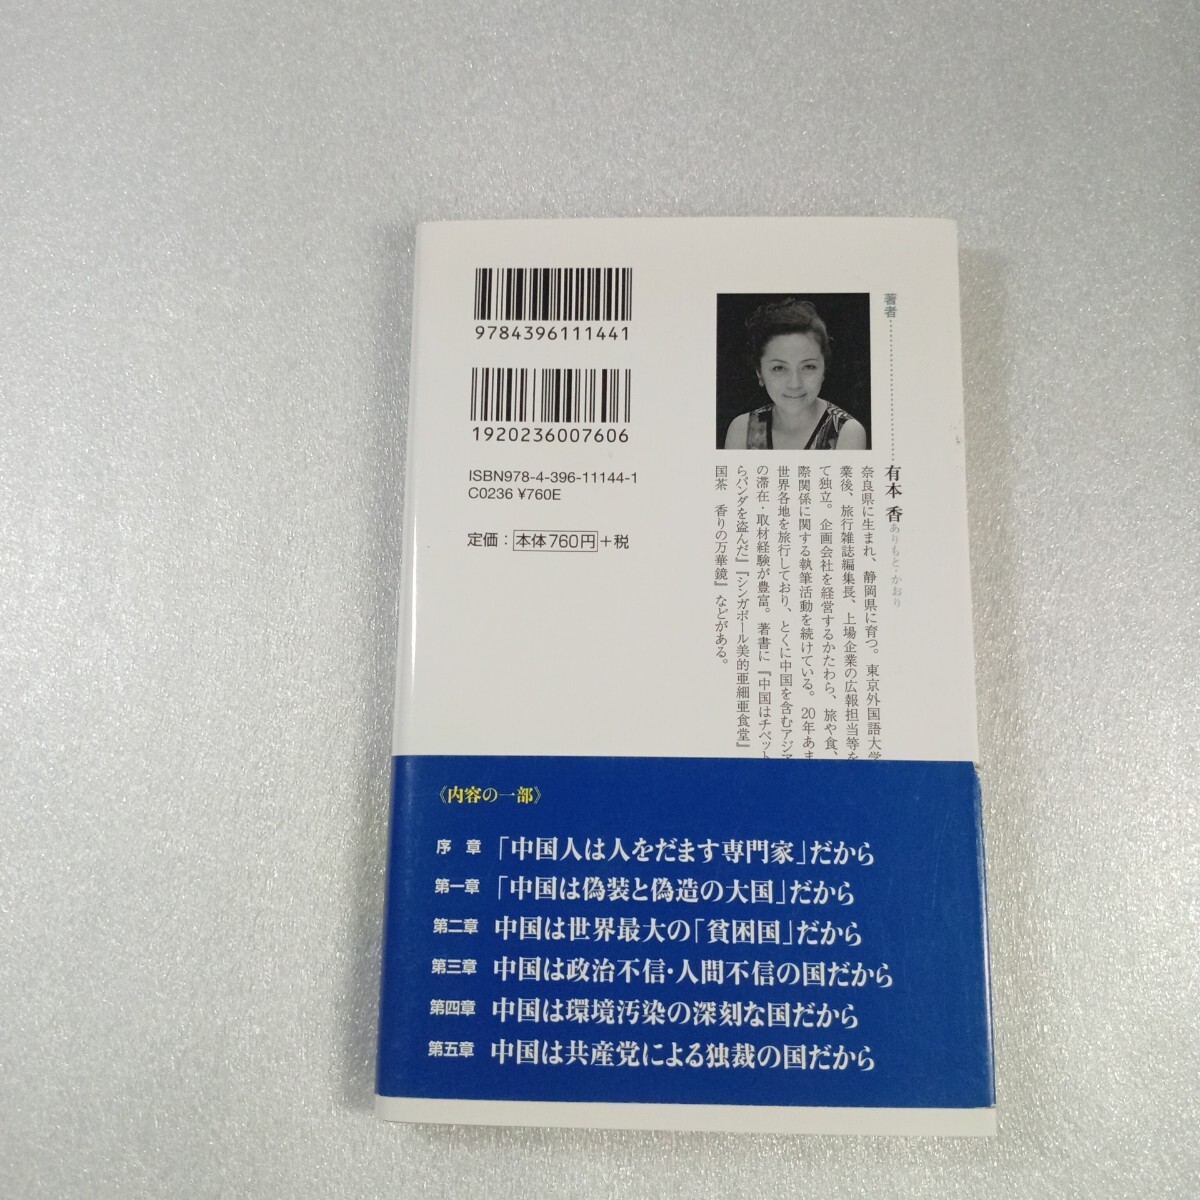 9784396111441
1920236007606
ISBN978-4-396-11144-1
C0236 ¥760E
定価：本体760円+税
著者
有本 香 ありもと・かおり
奈良県に生まれ、静岡県に育つ。東京外国語大学
業後、旅行雑誌編集長、上場企業の広報担当等を
て独立。企画会社を経営するかたわら、旅や食、
際関係に関する執筆活動を続けている。20年あま
世界各地を旅行しており、とくに中国を含むアジア
の滞在・取材経験が豊富。著書に『中国はチベット
らパンダを盗んだ』『シンガポール美的亜細亜食堂』
国茶 香りの万華鏡』などがある。
《内容の一部》
序章 「中国人は人をだます専門家」だから
第一章 「中国は偽装と偽造の大国」だから
第二章 中国は世界最大の「貧困国」だから
第三章 中国は政治不信・人間不信の国だから
第四章 中国は環境汚染の深刻な国だから
第五章 中国は共産党による独裁の国だから